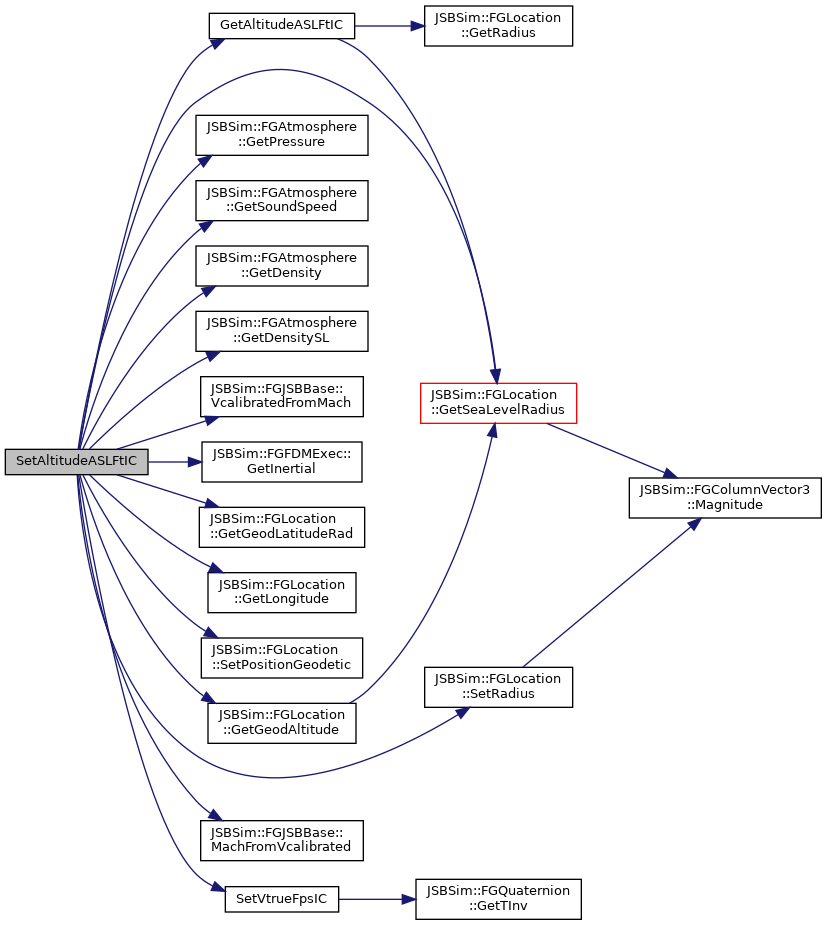 GetAltitudeASLFtIC
JSBSim::FGLocation
::GetRadius
JSBSim::FGAtmosphere
::GetPressure
JSBSim::FGAtmosphere
::GetSoundSpeed
JSBSim::FGAtmosphere
::GetDensity
JSBSim::FGAtmosphere
::GetDensitySL
JSBSim::FGJSBBase::
VcalibratedFromMach
JSBSim::FGLocation
::GetSeaLevelRadius
SetAltitudeASLFtIC
JSBSim::FGFDMExec::
GetInertial
JSBSim::FGColumnVector3
::Magnitude
JSBSim::FGLocation
::GetGeodLatitudeRad
JSBSim::FGLocation
::GetLongitude
JSBSim::FGLocation
::SetPositionGeodetic
JSBSim::FGLocation
::SetRadius
JSBSim::FGLocation
::GetGeodAltitude
JSBSim::FGJSBBase::
MachFromVcalibrated
SetVtrueFpsIC
JSBSim::FGQuaternion
::GetTInv